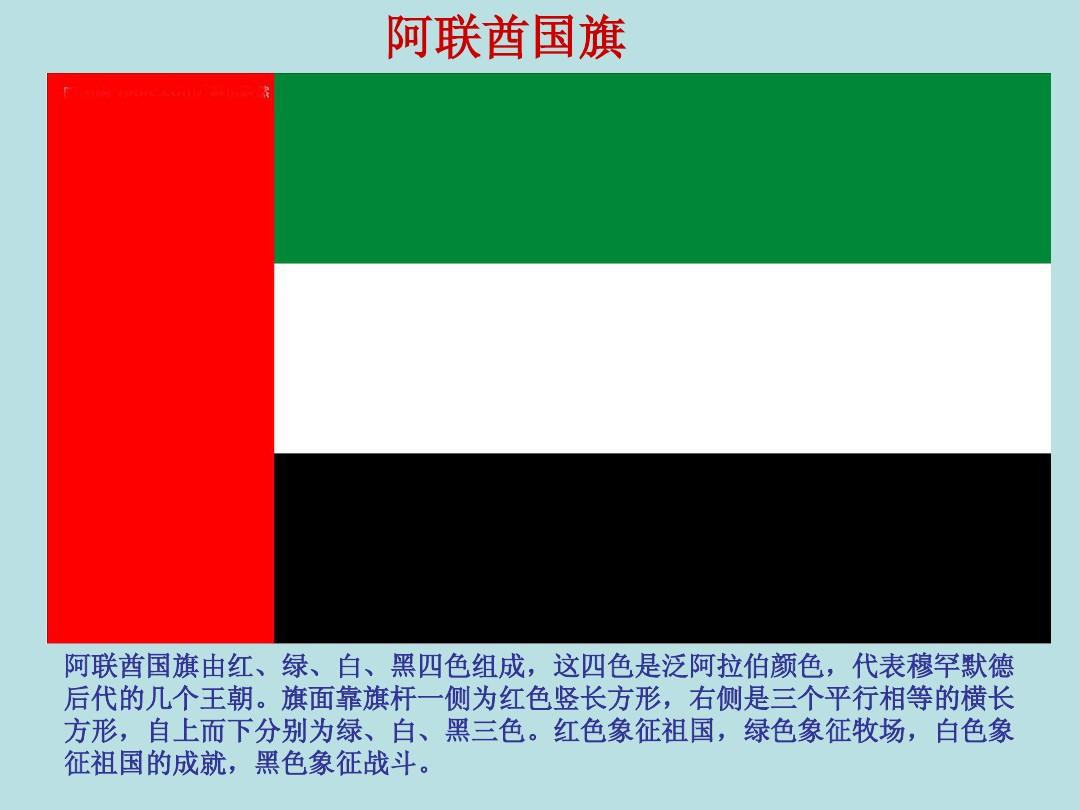 阿联酋国旗
阿联酋国旗由红、绿、白、黑四色组成，这四色是泛阿拉伯颜色，代表穆罕默德
后代的几个王朝。旗面靠旗杆一侧为红色竖长方形，右侧是三个平行相等的横长
方形，自上而下分别为绿、白、黑三色。红色象征祖国，绿色象征牧场，白色象
征祖国的成就，黑色象征战斗。